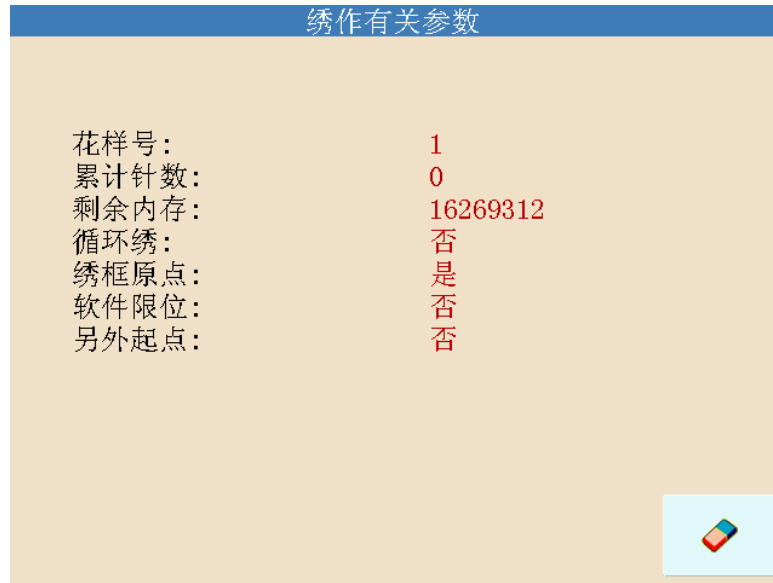 绣作有关参数
花样号: 1
累计针数: 0
剩余内存: 16269312
循环绣: 否
绣框原点: 是
软件限位: 否
另外起点: 否